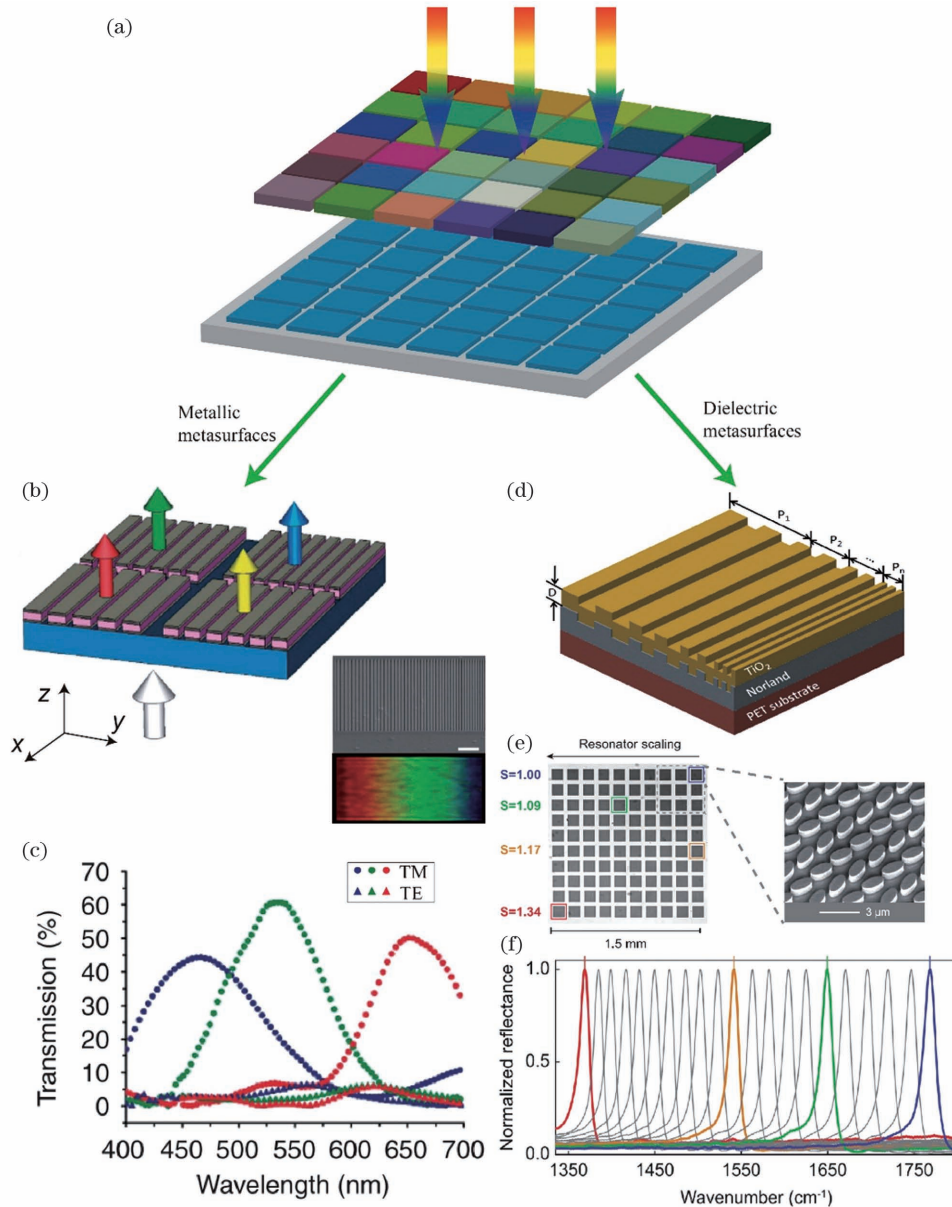 (a)
Metallic
metasurfaces
Dielectric
metasurfaces
(b)
z
y
x
(d)
P1
P2
...
Pn
D
TiO2
Norland
PET substrate
(e)
Resonator scaling
S=1.00
S=1.09
S=1.17
S=1.34
1.5 mm
3 μm
(c)
70
60
50
40
30
20
10
0
TM
TE
Transmission (%)
400 450 500 550 600 650 700
Wavelength (nm)
(f)
1.0
0.5
0.0
Normalized reflectance
1350 1450 1550 1650 1750
Wavenumber (cm⁻¹)